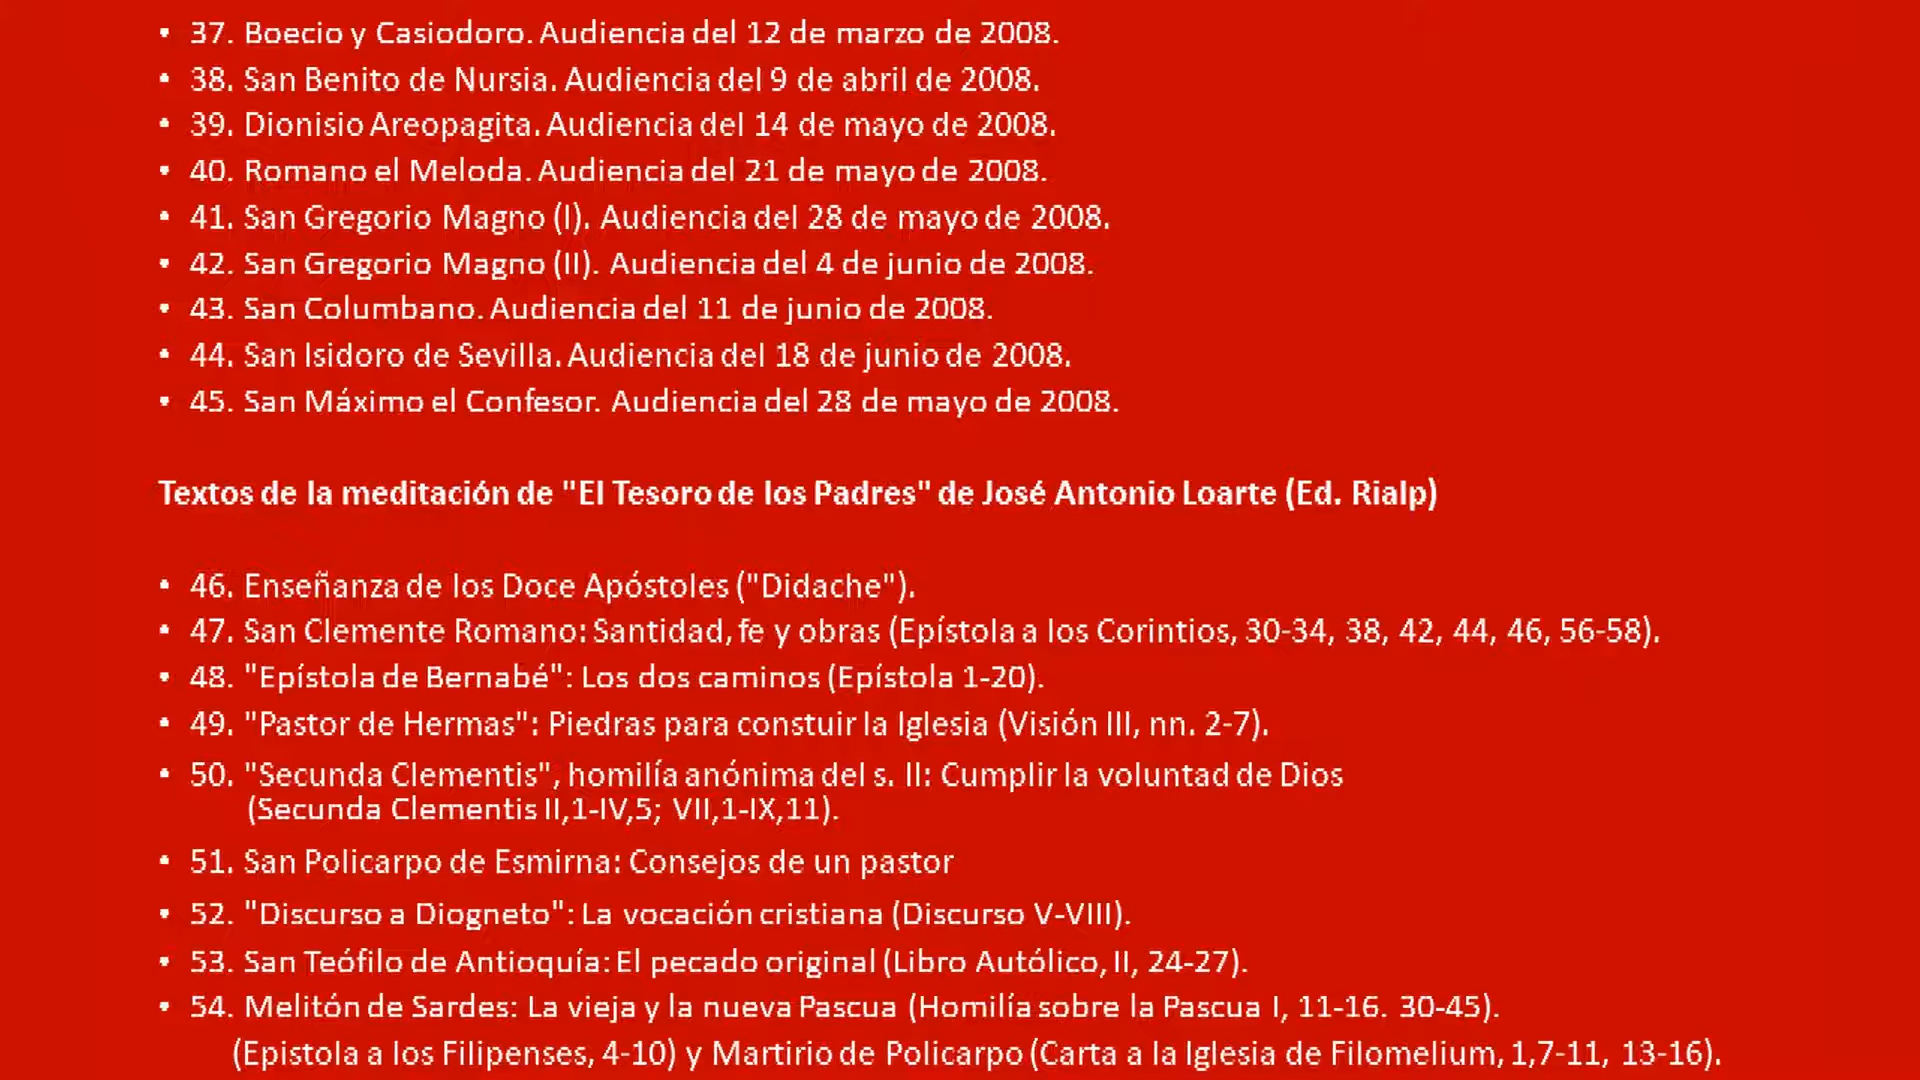 • 37. Boecio y Casiodoro. Audiencia del 12 de marzo de 2008.
• 38. San Benito de Nursia. Audiencia del 9 de abril de 2008.
• 39. Dionisio Areopagita. Audiencia del 14 de mayo de 2008.
• 40. Romano el Meloda. Audiencia del 21 de mayo de 2008.
• 41. San Gregorio Magno (I). Audiencia del 28 de mayo de 2008.
• 42. San Gregorio Magno (II). Audiencia del 4 de junio de 2008.
• 43. San Columbano. Audiencia del 11 de junio de 2008.
• 44. San Isidoro de Sevilla. Audiencia del 18 de junio de 2008.
• 45. San Máximo el Confesor. Audiencia del 28 de mayo de 2008.
Textos de la meditación de "El Tesoro de los Padres" de José Antonio Loarte (Ed. Rialp)
• 46. Enseñanza de los Doce Apóstoles ("Didache").
• 47. San Clemente Romano: Santidad, fe y obras (Epístola a los Corintios, 30-34, 38, 42, 44, 46, 56-58).
• 48. "Epístola de Bernabé": Los dos caminos (Epístola 1-20).
• 49. "Pastor de Hermas": Piedras para constuir la Iglesia (Visión III, nn. 2-7).
• 50. "Secunda Clementis", homilía anónima del s. II: Cumplir la voluntad de Dios
(Secunda Clementis II,1-IV,5; VII,1-IX,11).
• 51. San Policarpo de Esmirna: Consejos de un pastor
• 52. "Discurso a Diogneto": La vocación cristiana (Discurso V-VIII).
• 53. San Teófilo de Antioquía: El pecado original (Libro Autólico, II, 24-27).
• 54. Melitón de Sardes: La vieja y la nueva Pascua (Homilía sobre la Pascua I, 11-16. 30-45).
(Epistola a los Filipenses, 4-10) y Martirio de Policarpo (Carta a la Iglesia de Filomelium, 1,7-11, 13-16).